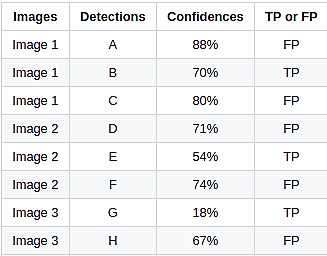 Images Detections Confidences TP or FP
Image 1 A 88% FP
Image 1 B 70% TP
Image 1 C 80% FP
Image 2 D 71% FP
Image 2 E 54% TP
Image 2 F 74% FP
Image 3 G 18% TP
Image 3 H 67% FP